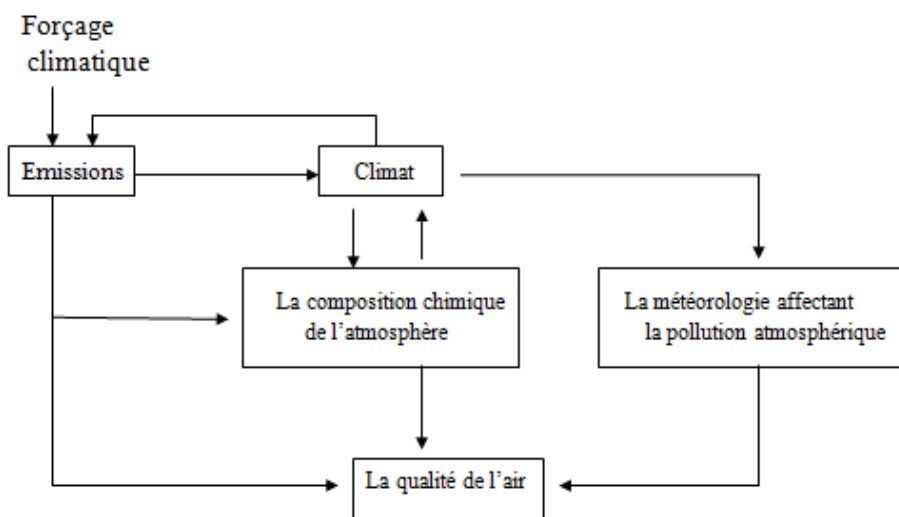 Forçage
climatique
Emissions
Climat
La composition chimique
de l'atmosphère
La météorologie affectant
la pollution atmosphérique
La qualité de l'air